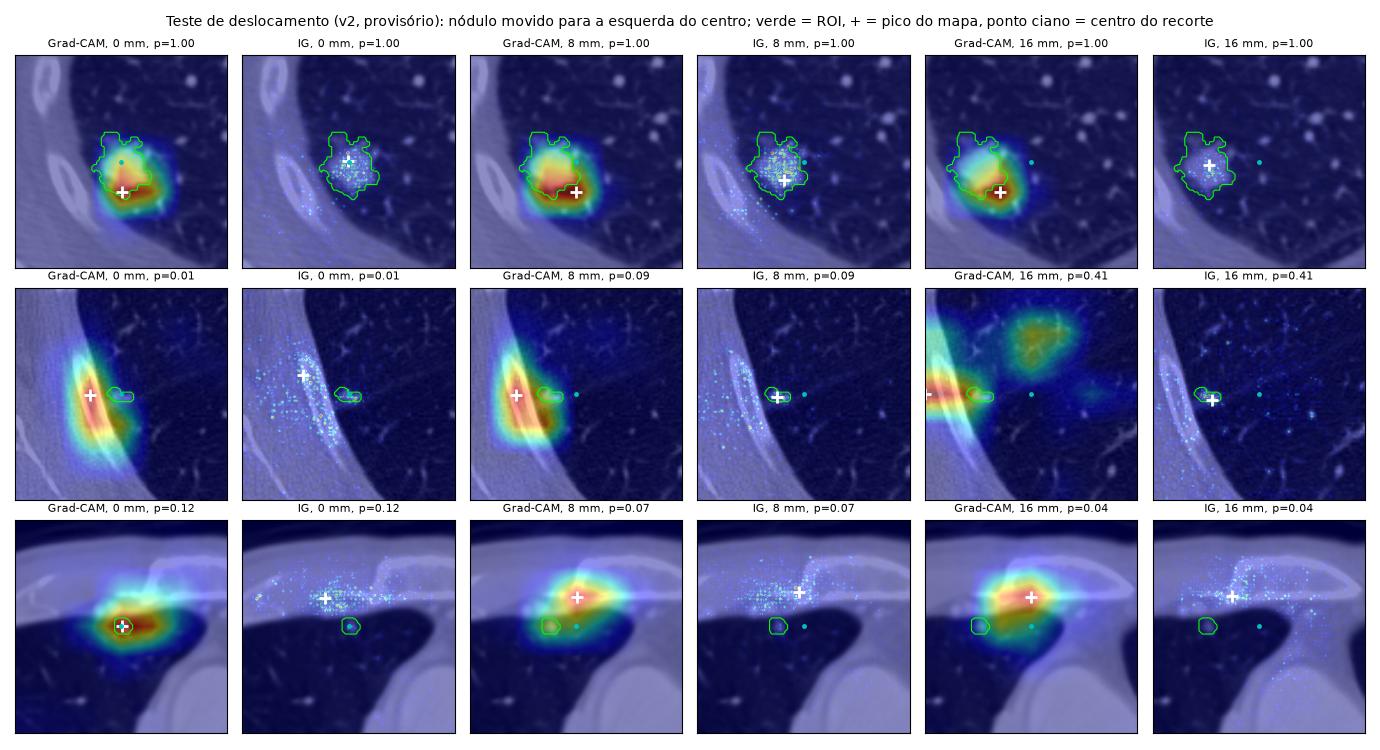 Teste de deslocamento (v2, provisório): nódulo movido para a esquerda do centro; verde = ROI, + = pico do mapa, ponto ciano = centro do recorte
Grad-CAM, 0 mm, p=1.00
IG, 0 mm, p=1.00
Grad-CAM, 8 mm, p=1.00
IG, 8 mm, p=1.00
Grad-CAM, 16 mm, p=1.00
IG, 16 mm, p=1.00
Grad-CAM, 0 mm, p=0.01
IG, 0 mm, p=0.01
Grad-CAM, 8 mm, p=0.09
IG, 8 mm, p=0.09
Grad-CAM, 16 mm, p=0.41
IG, 16 mm, p=0.41
Grad-CAM, 0 mm, p=0.12
IG, 0 mm, p=0.12
Grad-CAM, 8 mm, p=0.07
IG, 8 mm, p=0.07
Grad-CAM, 16 mm, p=0.04
IG, 16 mm, p=0.04